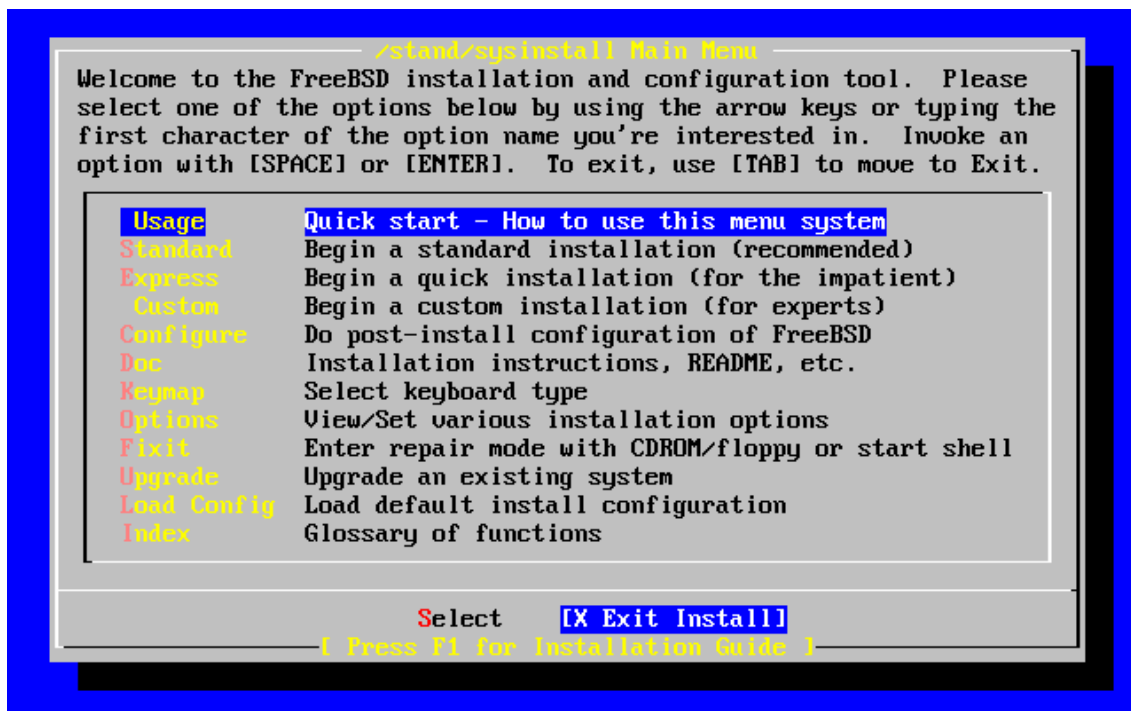 /stand/sysinstall Main Menu
Welcome to the FreeBSD installation and configuration tool.  Please
select one of the options below by using the arrow keys or typing the
first character of the option name you're interested in.  Invoke an
option with [SPACE] or [ENTER].  To exit, use [TAB] to move to Exit.
Usage Quick start - How to use this menu system
Standard Begin a standard installation (recommended)
Express Begin a quick installation (for the impatient)
Custom Begin a custom installation (for experts)
Configure Do post-install configuration of FreeBSD
Doc Installation instructions, README, etc.
Keymap Select keyboard type
Options View/Set various installation options
Fixit Enter repair mode with CDROM/floppy or start shell
Upgrade Upgrade an existing system
Load Config Load default install configuration
Index Glossary of functions
Select [X Exit Install]
[ Press F1 for Installation Guide ]